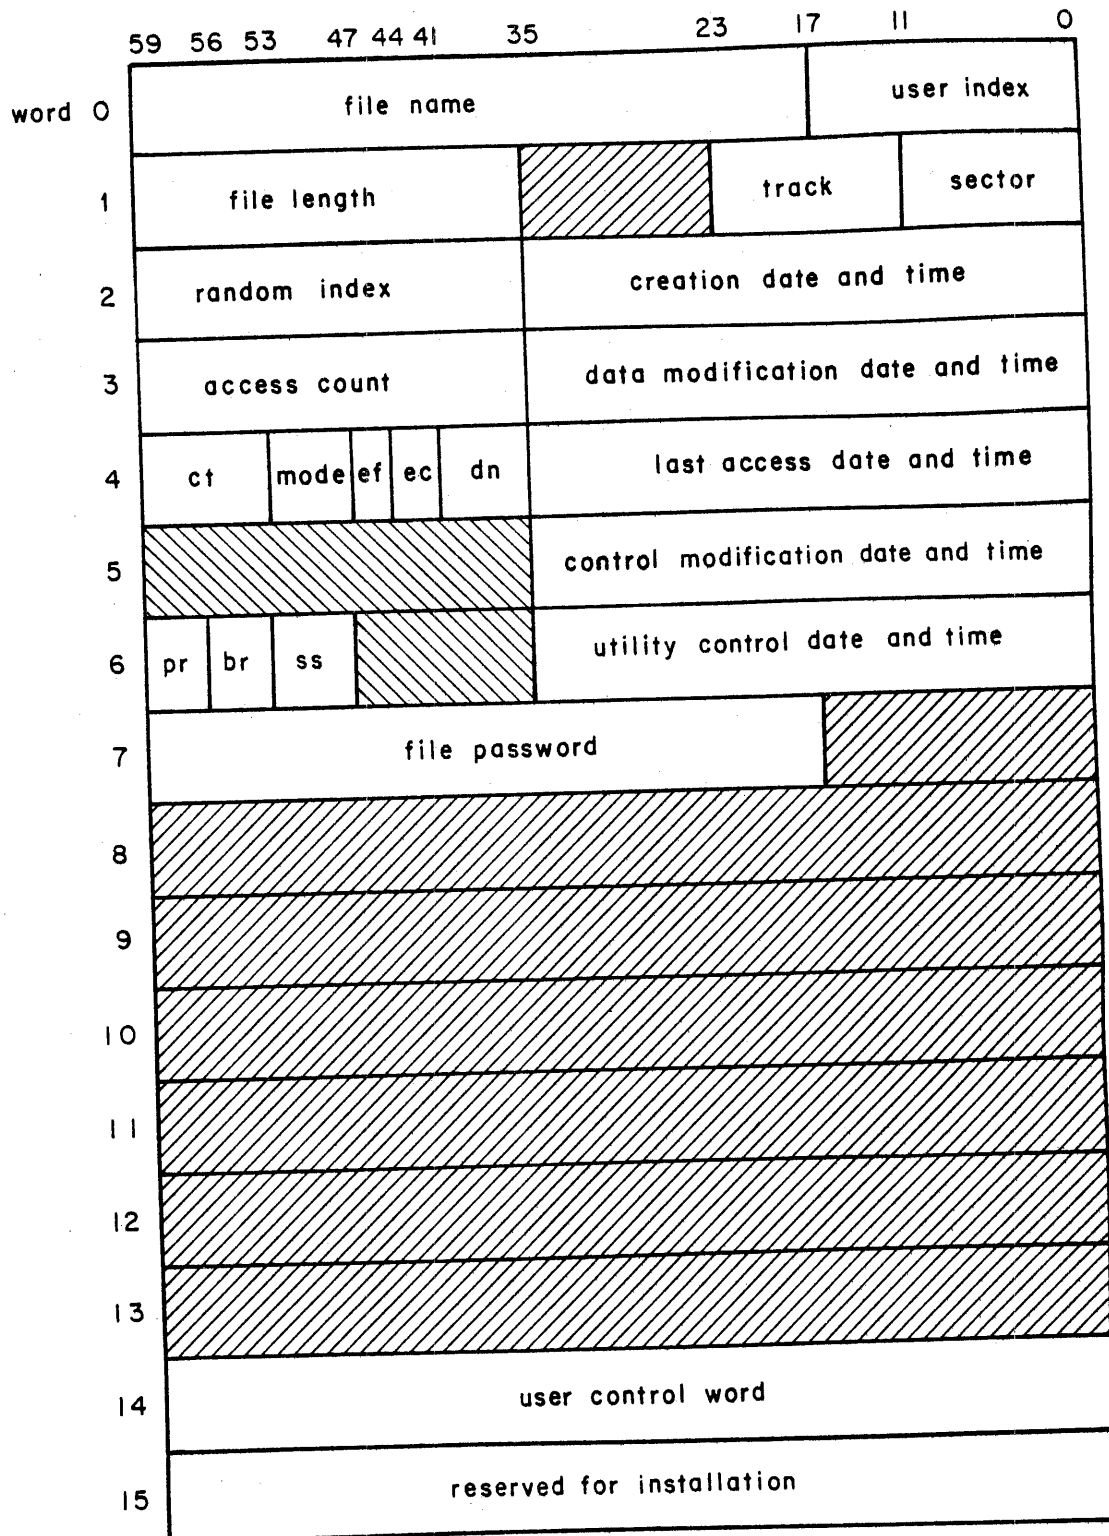 59 56 53 47 44 41 35 23 17 11 0
word 0 file name user index
1 file length track sector
2 random index creation date and time
3 access count data modification date and time
4 ct mode ef ec dn last access date and time
5 control modification date and time
6 pr br ss utility control date and time
7 file password
8
9
10
11
12
13
14 user control word
15 reserved for installation